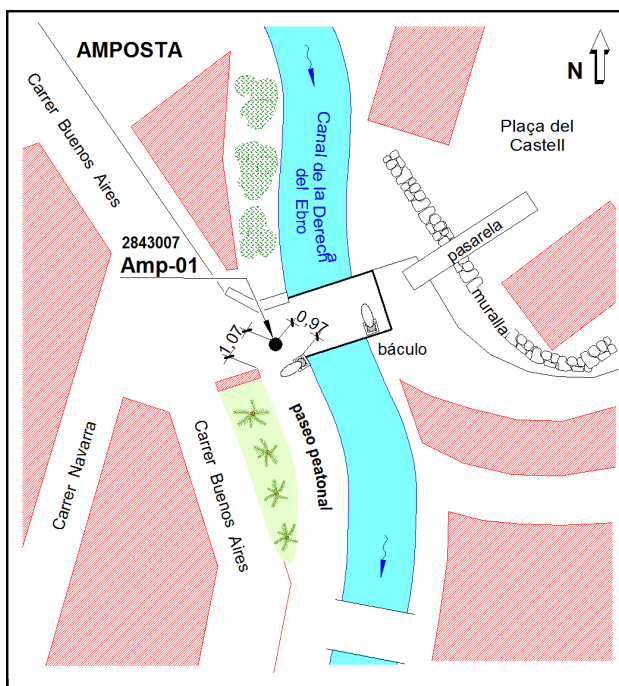 AMPOSTA
N
Carrer Buenos Aires
Canal de la Derecha
del Ebro
Plaça del
Castell
pasarela
muralla
2843007
Amp-01
1,07
0,97
báculo
paseo peatonal
Carrer Navarra
Carrer Buenos Aires